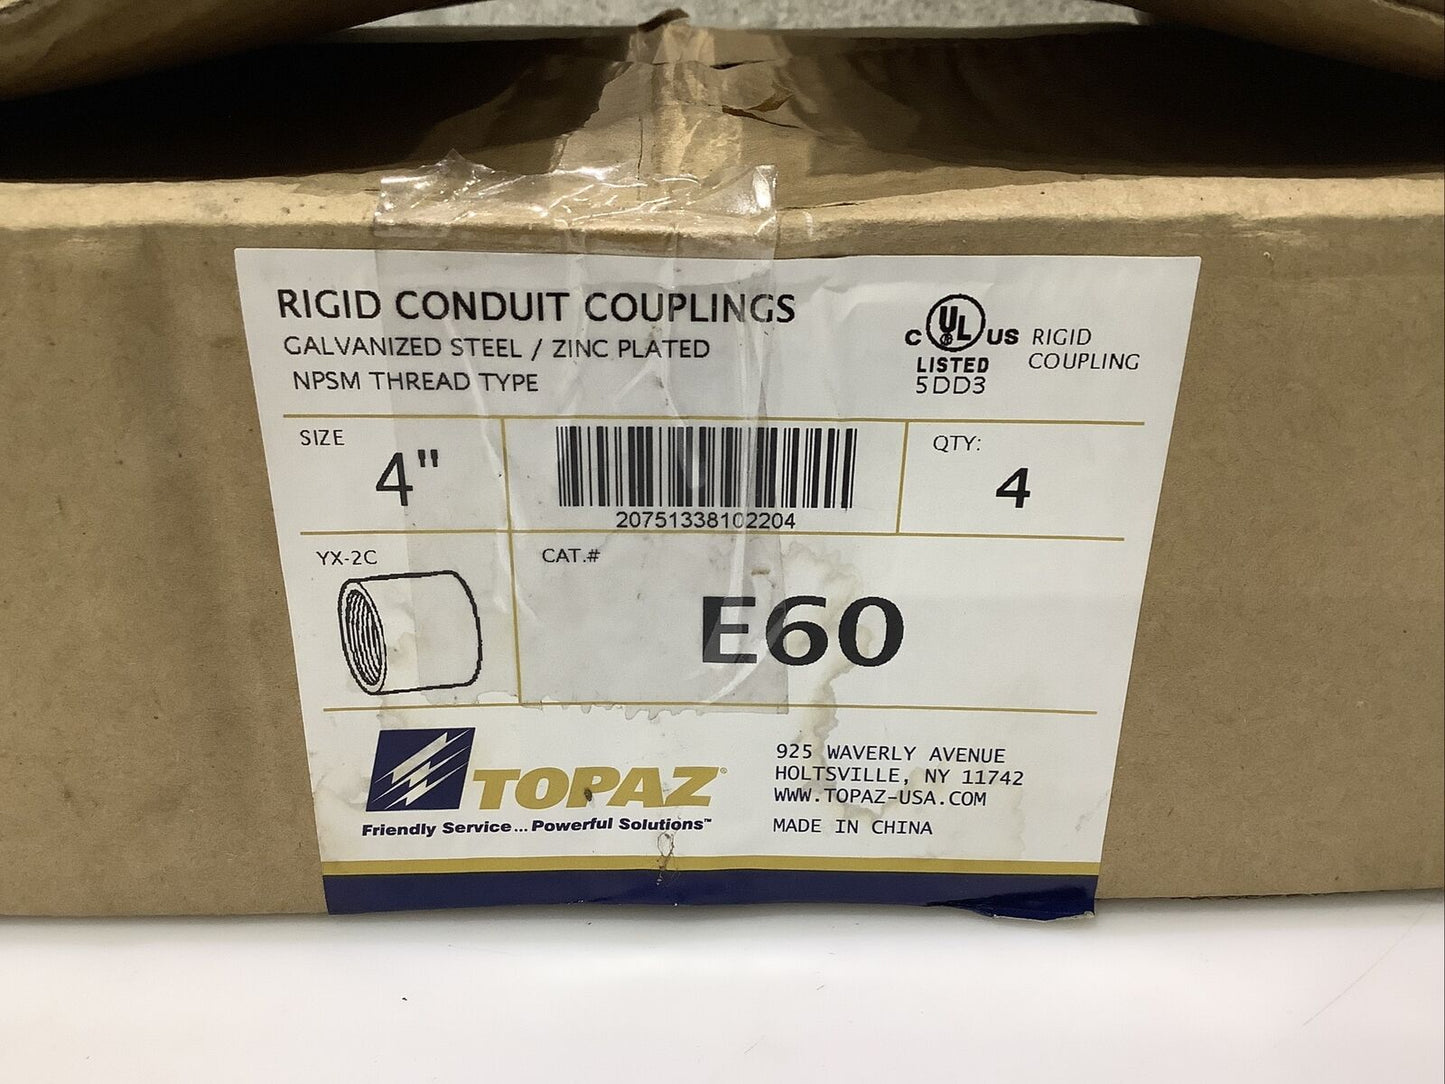 RIGID CONDUIT COUPLINGS
GALVANIZED STEEL / ZINC PLATED
NPSM THREAD TYPE
C UL US
LISTED
5DD3
RIGID
COUPLING
SIZE
4"
20751338102204
QTY:
4
YX-2C
CAT.#
E60
TOPAZ®
Friendly Service... Powerful Solutions™
925 WAVERLY AVENUE
HOLTSVILLE, NY 11742
WWW.TOPAZ-USA.COM
MADE IN CHINA